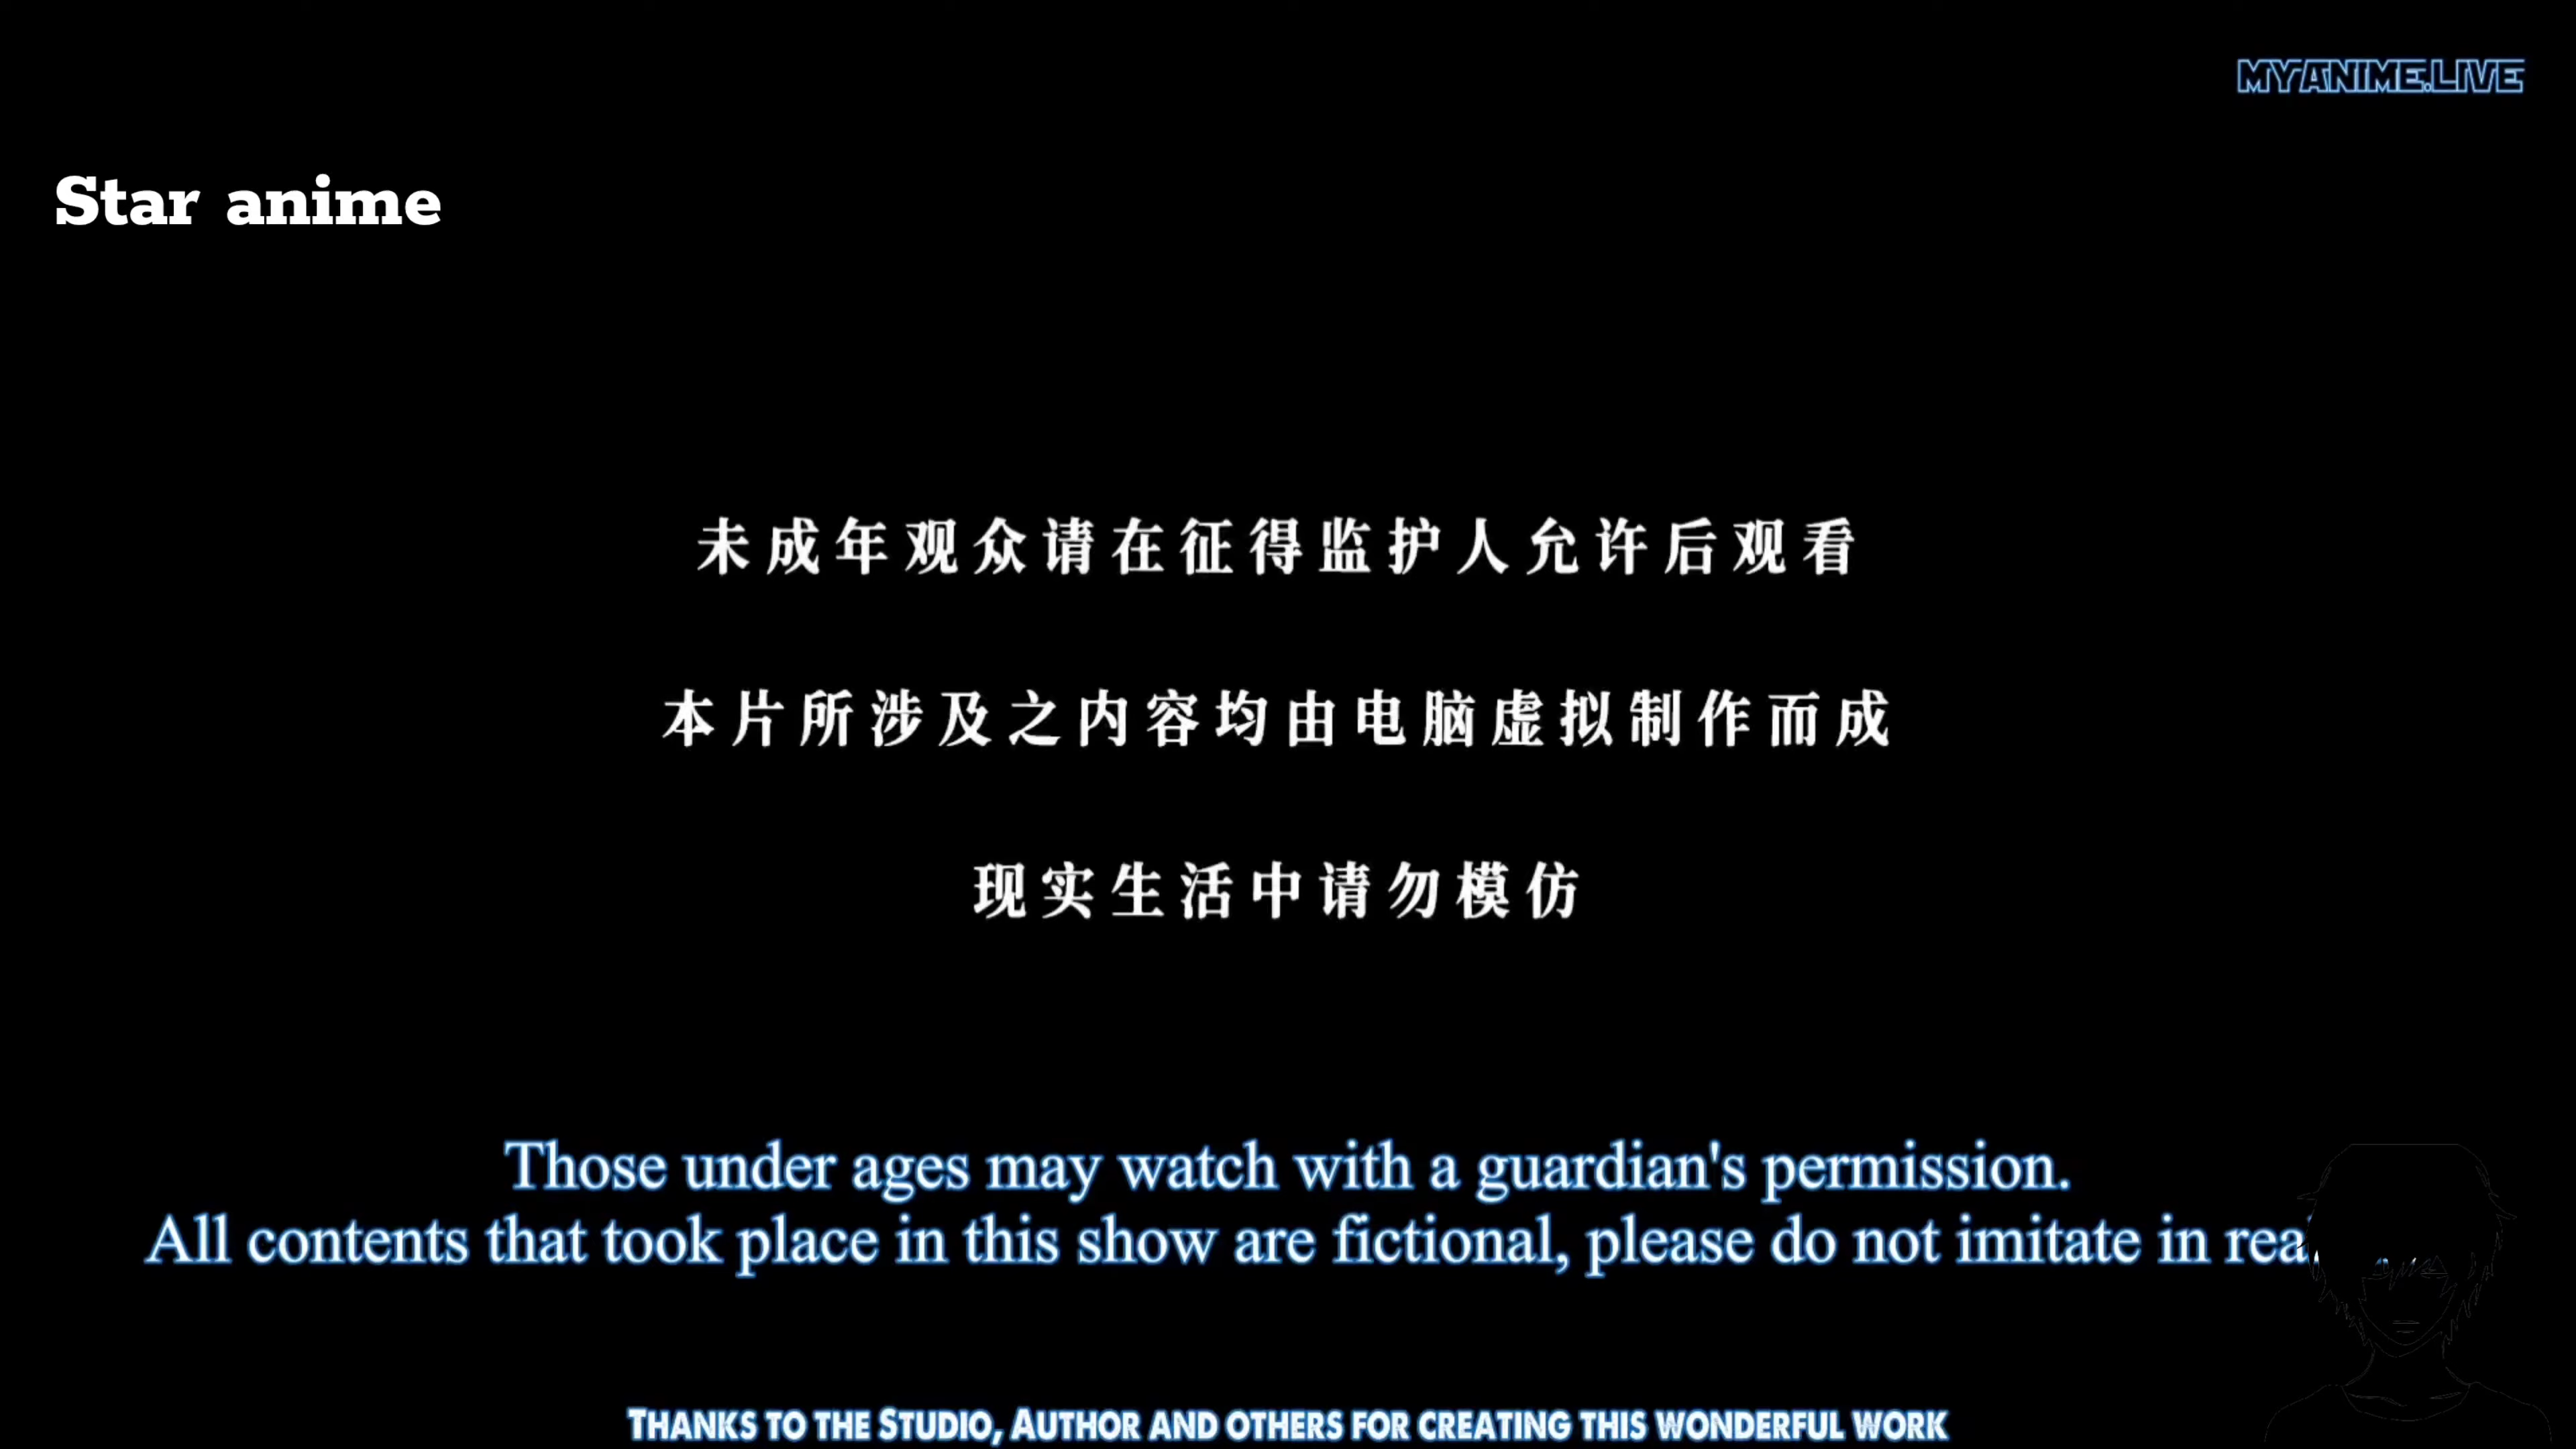 MYANIME.LIVE
Star anime
未成年观众请在征得监护人允许后观看
本片所涉及之内容均由电脑虚拟制作而成
现实生活中请勿模仿
Those under ages may watch with a guardian's permission.
All contents that took place in this show are fictional, please do not imitate in
THANKS TO THE STUDIO, AUTHOR AND OTHERS FOR CREATING THIS WONDERFUL WORK